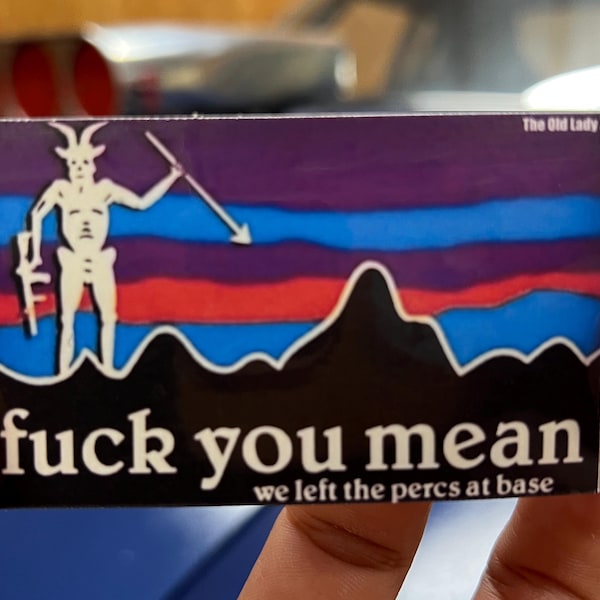 The Old Lady
fuck you mean
we left the percs at base